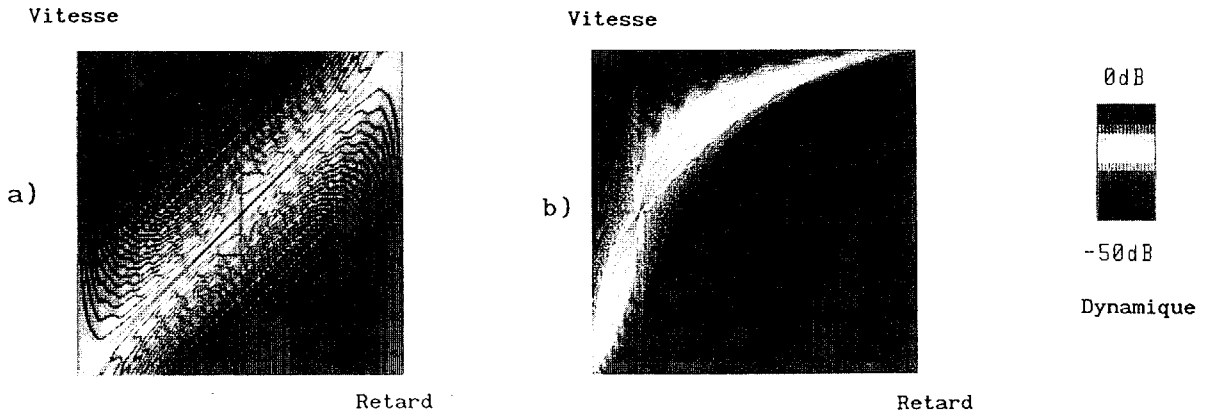 Vitesse
Vitesse
0dB
a)
b)
-50dB
Dynamique
Retard
Retard